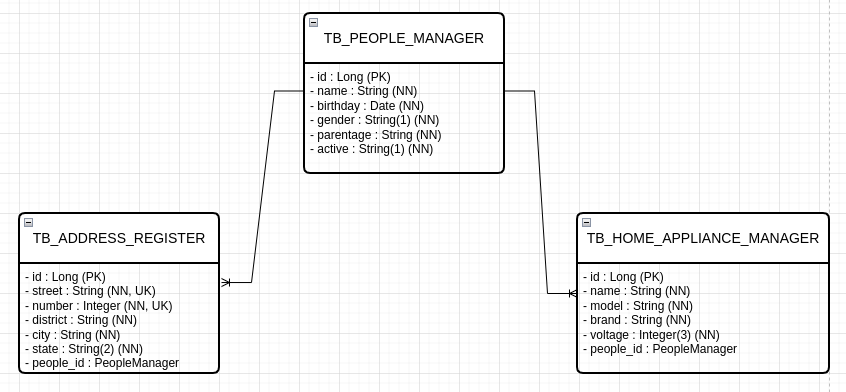 TB_PEOPLE_MANAGER
- id : Long (PK)
- name : String (NN)
- birthday : Date (NN)
- gender : String(1) (NN)
- parentage : String (NN)
- active : String(1) (NN)
TB_ADDRESS_REGISTER
- id : Long (PK)
- street : String (NN, UK)
- number : Integer (NN, UK)
- district : String (NN)
- city : String (NN)
- state : String(2) (NN)
- people_id : PeopleManager
TB_HOME_APPLIANCE_MANAGER
- id : Long (PK)
- name : String (NN)
- model : String (NN)
- brand : String (NN)
- voltage : Integer(3) (NN)
- people_id : PeopleManager